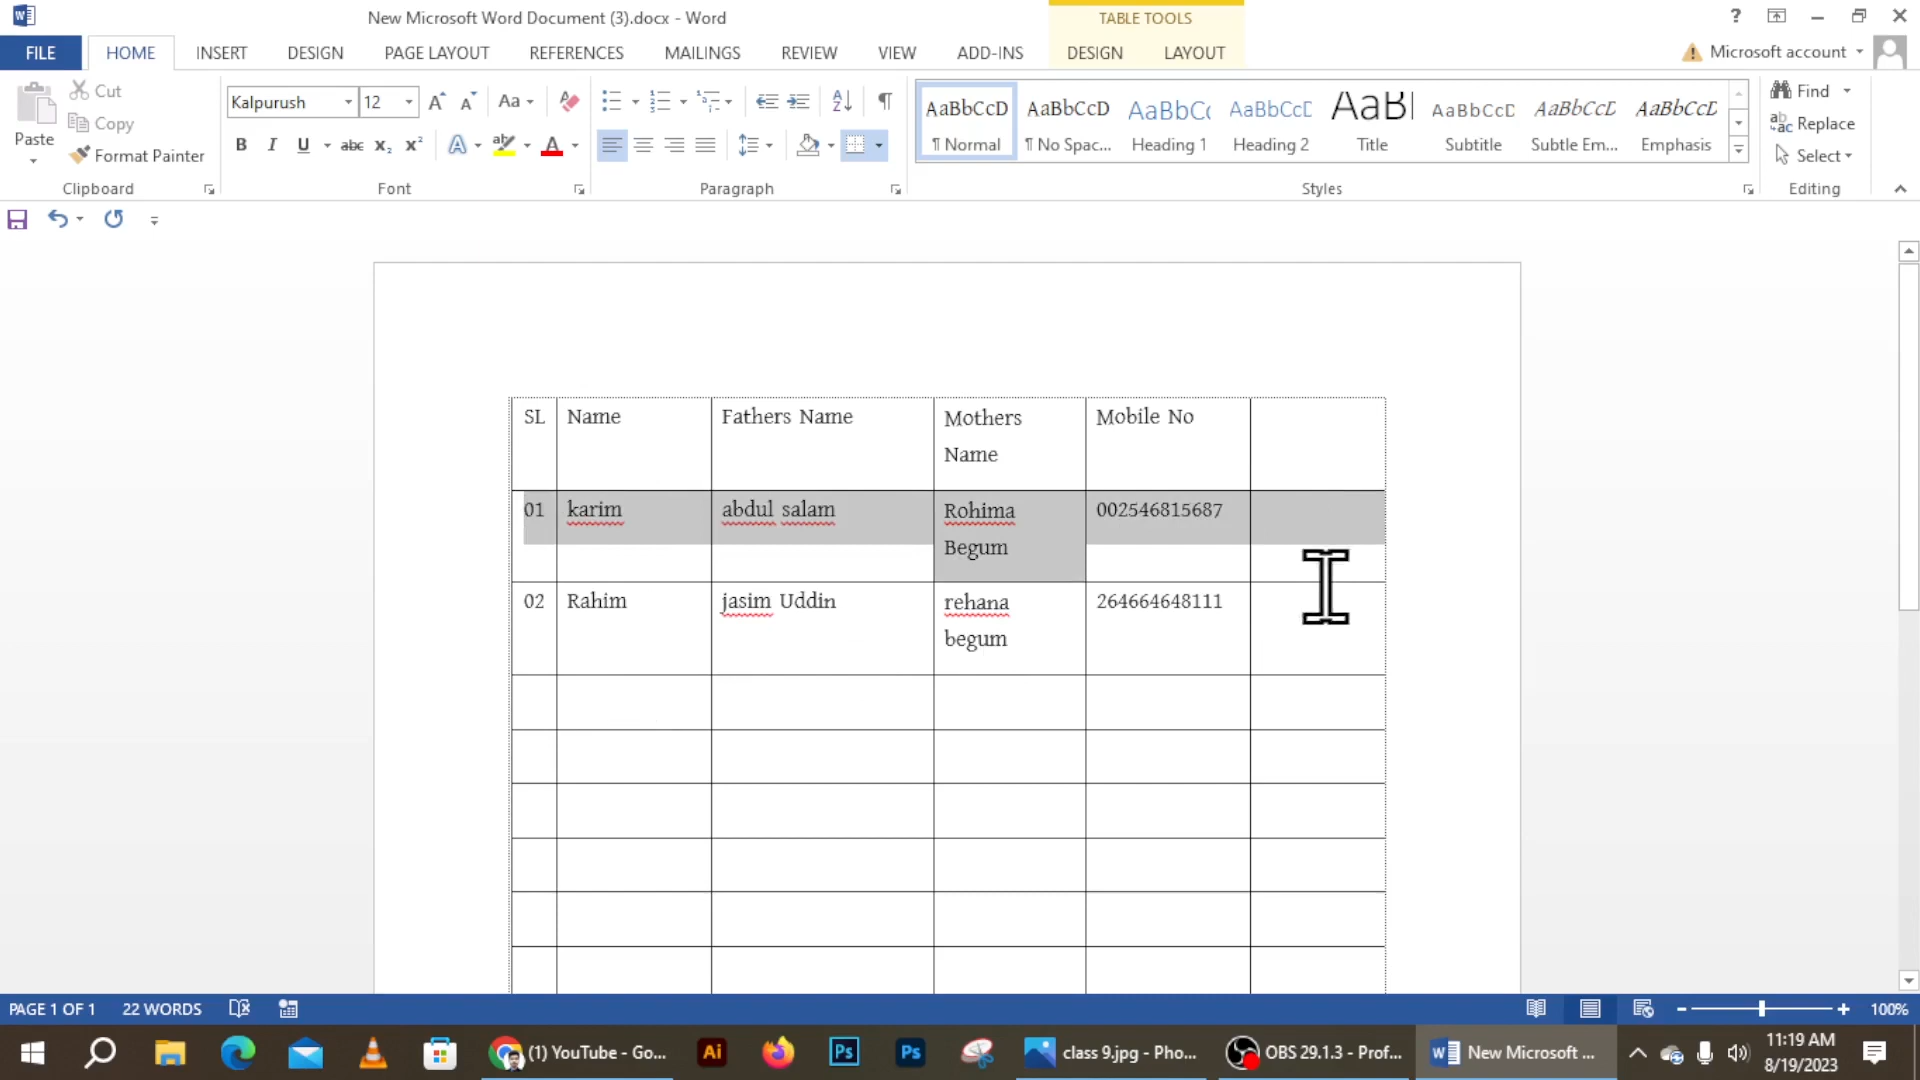 New Microsoft Word Document (3).docx - Word
TABLE TOOLS
?
FILE
HOME
INSERT
DESIGN
PAGE LAYOUT
REFERENCES
MAILINGS
REVIEW
VIEW
ADD-INS
DESIGN
LAYOUT
Microsoft account
Paste
Cut
Copy
Format Painter
Clipboard
Kalpurush
12
Aa
B I U abc x₂ x²
A
A
Font
Paragraph
AaBbCcD
¶ Normal
AaBbCcD
¶ No Spac...
AaBbC(
Heading 1
AaBbCcC
Heading 2
AaB
Title
AaBbCcD
Subtitle
AaBbCcD
Subtle Em...
AaBbCcD
Emphasis
Styles
Find
Replace
Select
Editing
SL
Name
Fathers Name
Mothers
Name
Mobile No
01
karim
abdul salam
Rohima
Begum
002546815687
02
Rahim
jasim Uddin
rehana
begum
264664648111
PAGE 1 OF 1
22 WORDS
100%
(1) YouTube - Go...
Ai
Ps
Ps
class 9.jpg - Pho...
OBS 29.1.3 - Prof...
New Microsoft ...
11:19 AM
8/19/2023